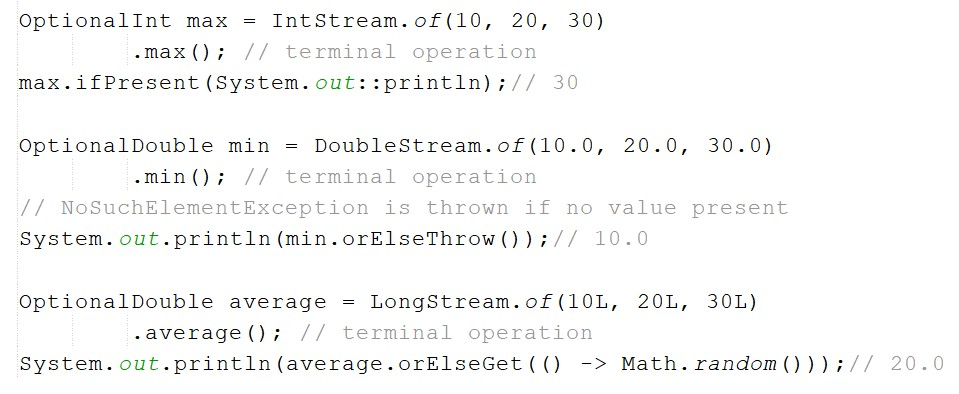 OptionalInt max = IntStream.of(10, 20, 30)
.max(); // terminal operation
max.ifPresent(System.out::println);// 30
OptionalDouble min = DoubleStream.of(10.0, 20.0, 30.0)
.min(); // terminal operation
// NoSuchElementException is thrown if no value present
System.out.println(min.orElseThrow());// 10.0
OptionalDouble average = LongStream.of(10L, 20L, 30L)
.average(); // terminal operation
System.out.println(average.orElseGet(() -> Math.random()));// 20.0